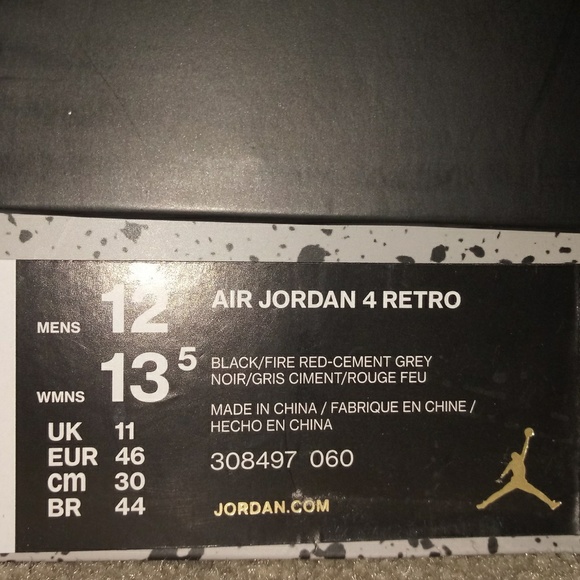 MENS 12
WMNS 13 5
UK 11
EUR 46
cm 30
BR 44
AIR JORDAN 4 RETRO
BLACK/FIRE RED-CEMENT GREY
NOIR/GRIS CIMENT/ROUGE FEU
MADE IN CHINA / FABRIQUE EN CHINE /
HECHO EN CHINA
308497 060
JORDAN.COM